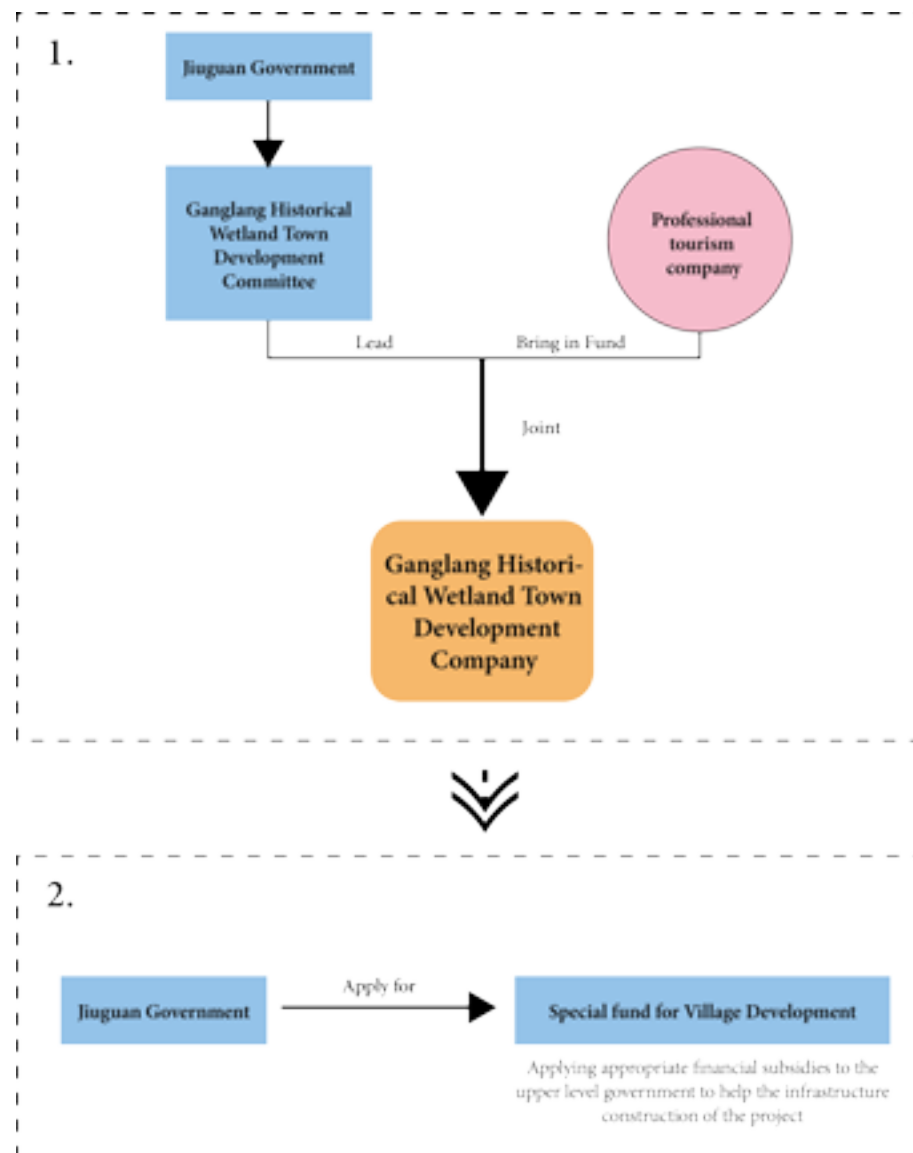 1.
Jiuguan Government
Ganglang Historical
Wetland Town
Development
Committee
Professional
tourism
company
Lead
Bring in Fund
Joint
Ganglang Histori-
cal Wetland Town
Development
Company
2.
Jiuguan Government
Apply for
Special fund for Village Development
Applying appropriate financial subsidies to the
upper level government to help the infrastructure
construction of the project